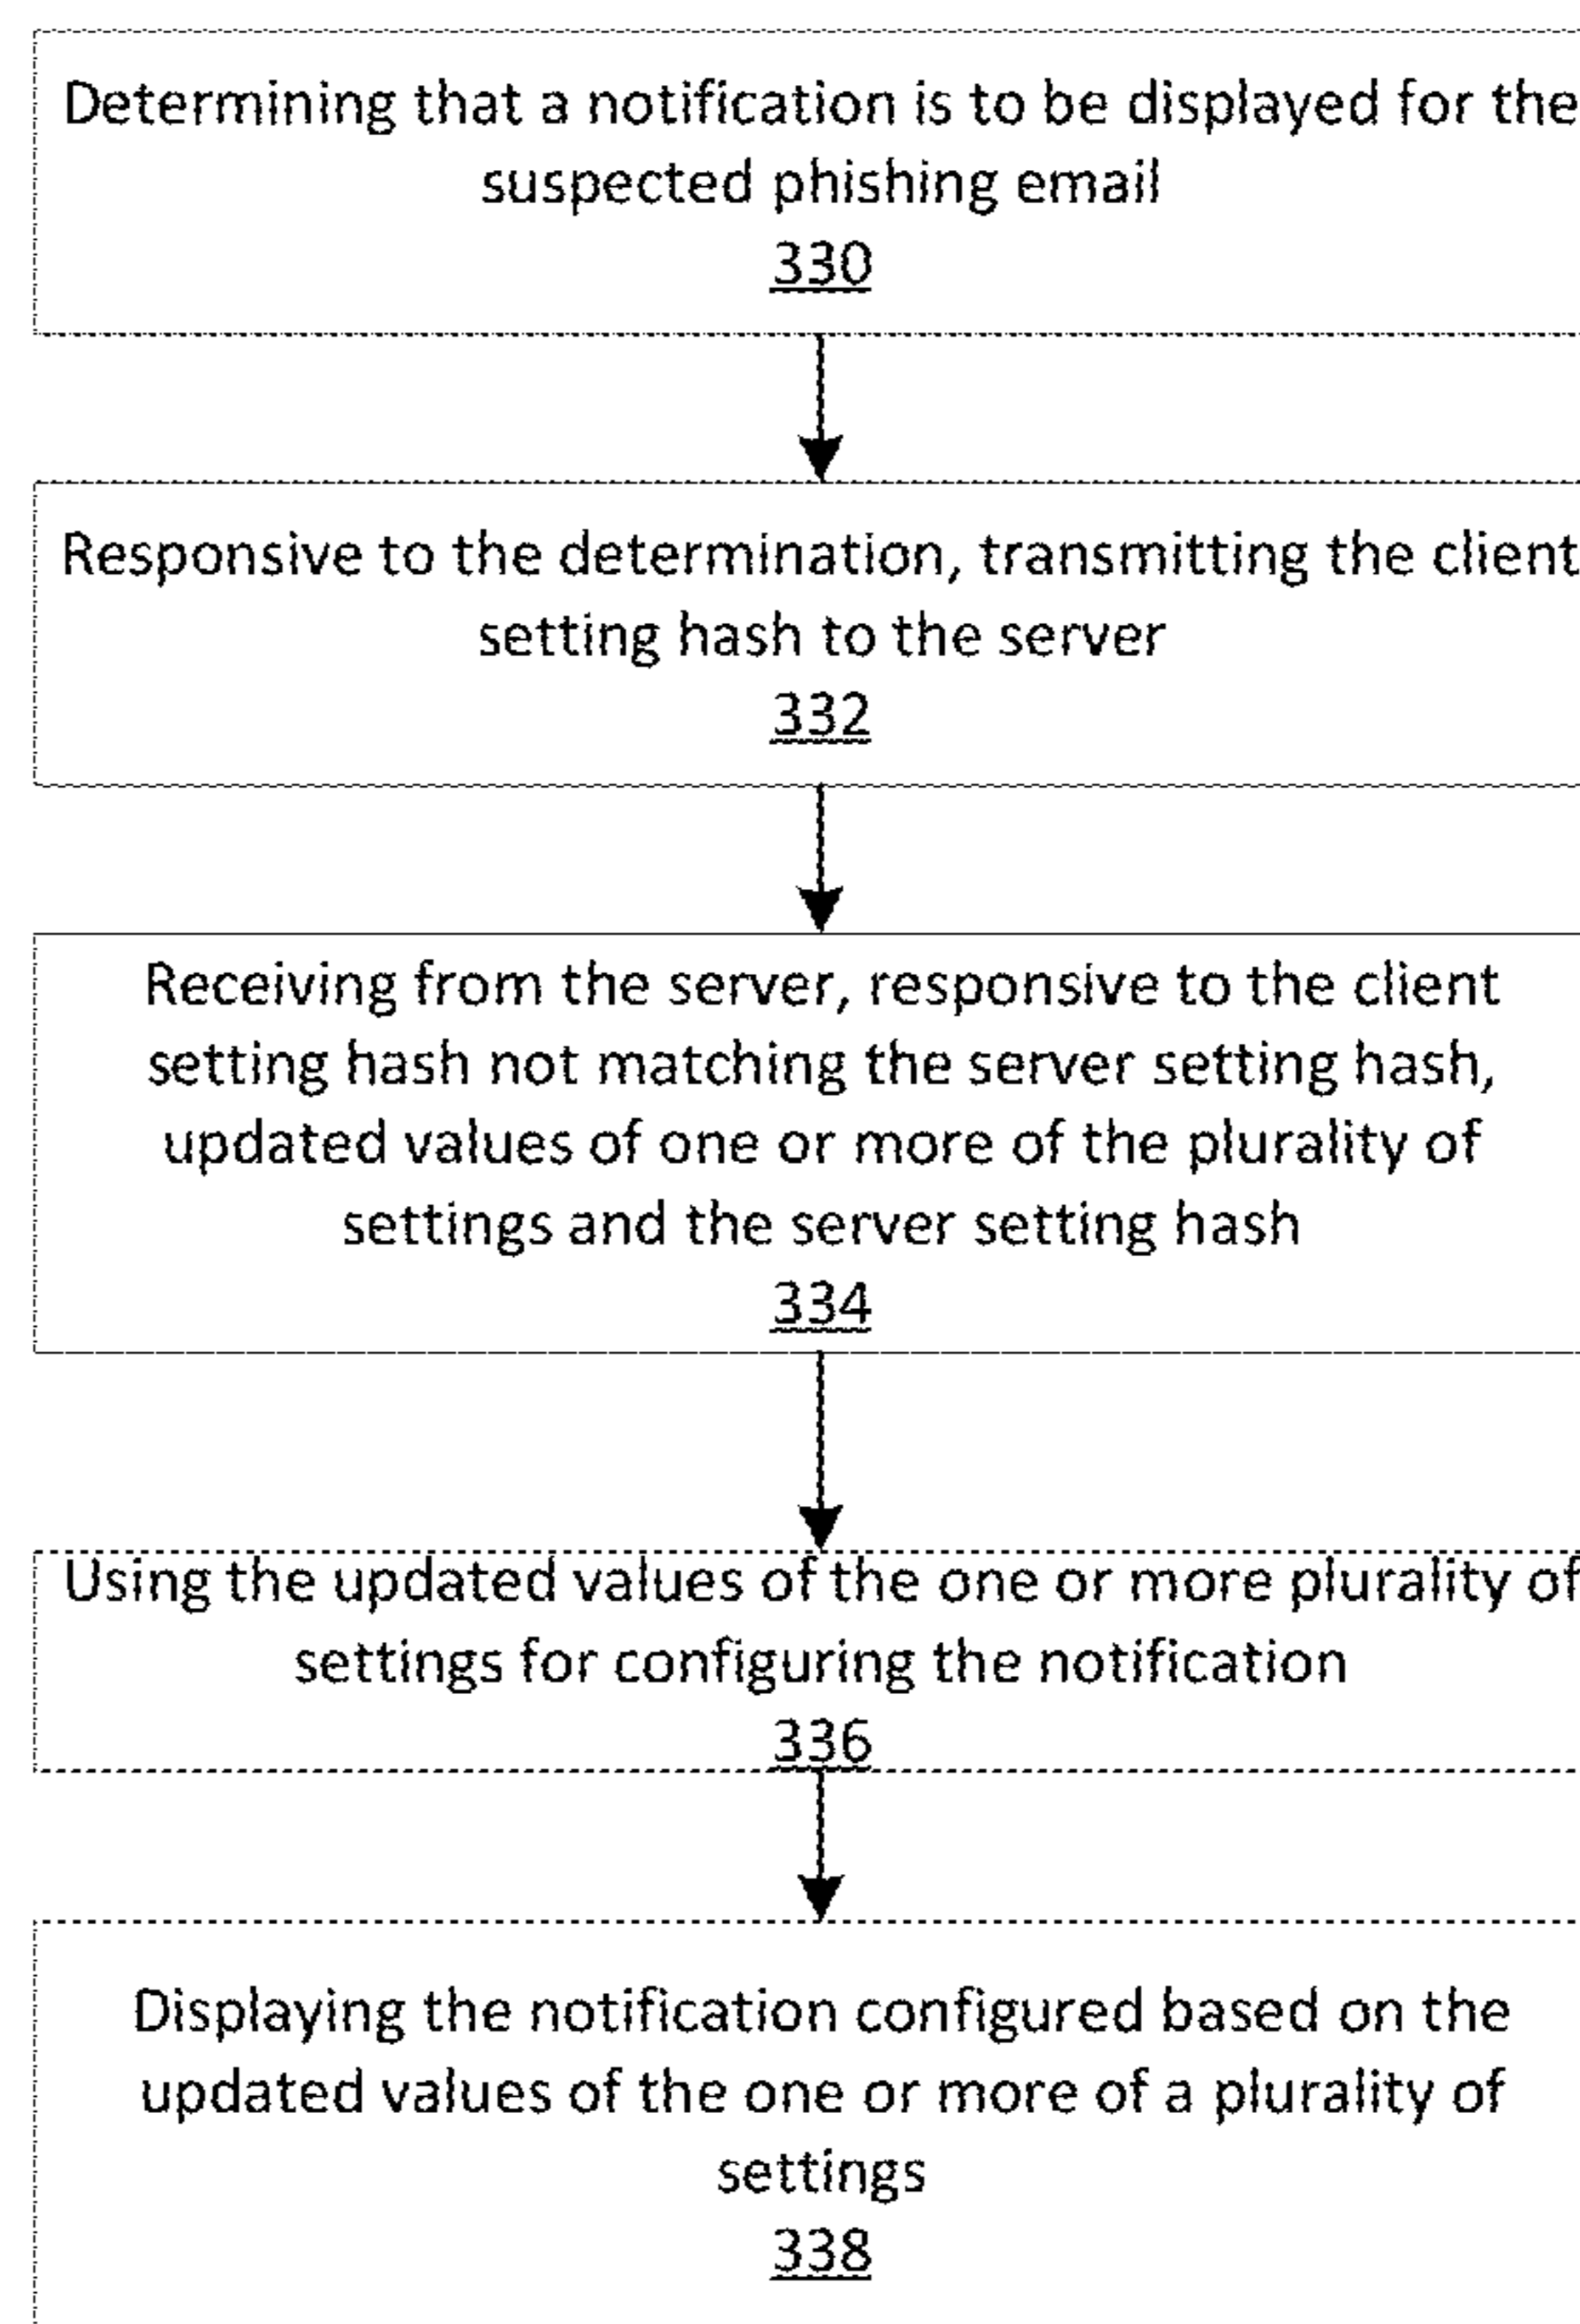 Determining that a notification is to be displayed for the
suspected phishing email
330
Responsive to the determination, transmitting the client
setting hash to the server
332
Receiving from the server, responsive to the client
setting hash not matching the server setting hash,
updated values of one or more of the plurality of
settings and the server setting hash
334
Using the updated values of the one or more plurality of
settings for configuring the notification
336
Displaying the notification configured based on the
updated values of the one or more of a plurality of
settings
338